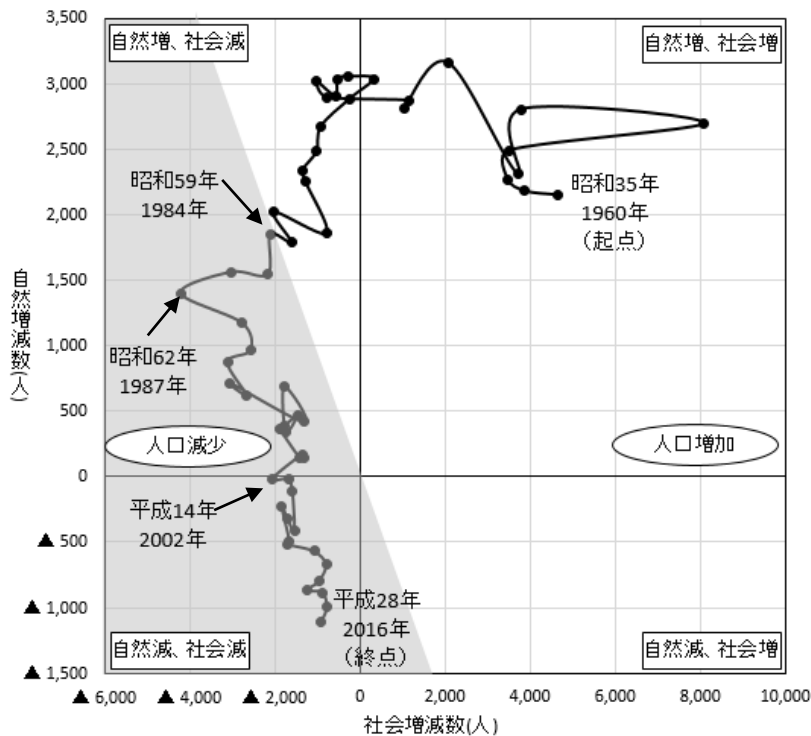 3,500
自然増、社会減
自然増、社会増
3,000
2,500
昭和59年
1984年
昭和35年
1960年
(起点)
2,000
1,500
昭和62年
1987年
1,000
500
人口減少
人口増加
0
平成14年
2002年
▲ 500
平成28年
2016年
(終点)
▲ 1,000
自然減、社会減
自然減、社会増
▲ 1,500
▲ 6,000
▲ 4,000
▲ 2,000
0
2,000
4,000
6,000
8,000
10,000
社会増減数(人)
自然増減数(人)